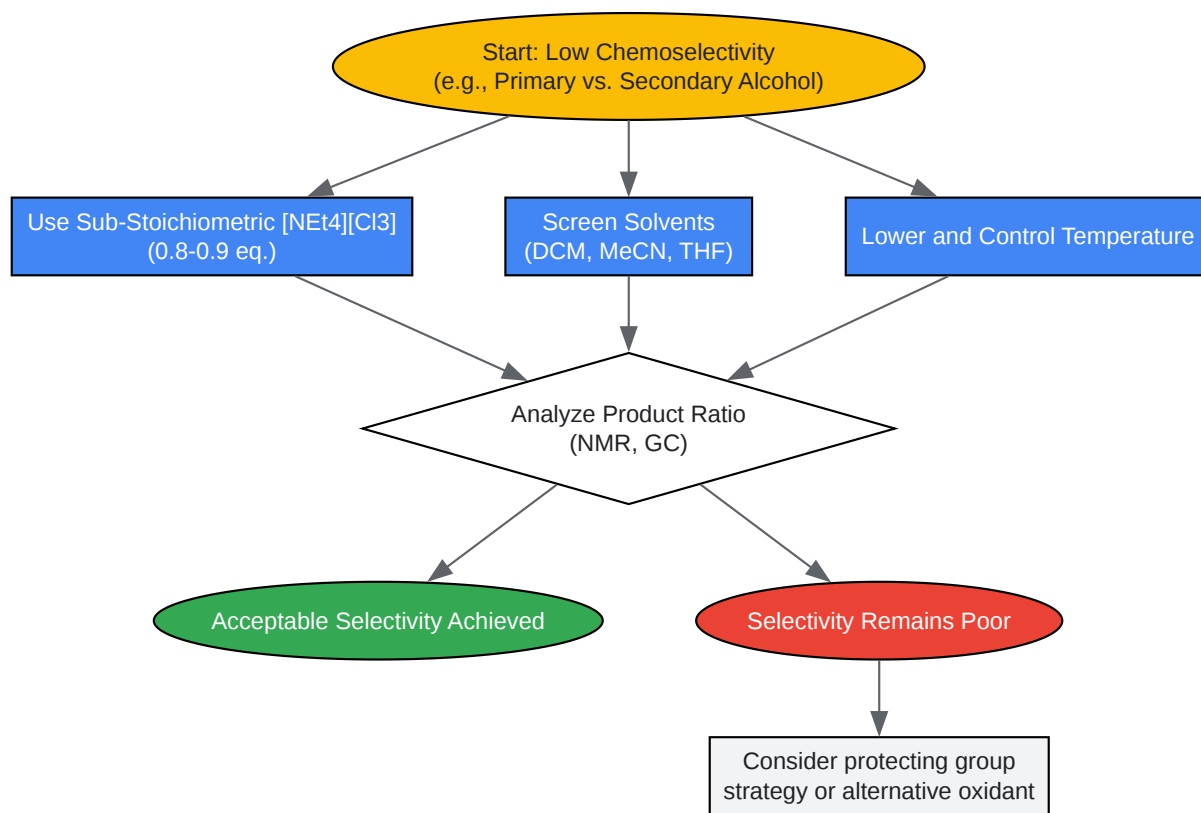 Start: Low Chemoselectivity
(e.g., Primary vs. Secondary Alcohol)
Use Sub-Stoichiometric [NEt4][Cl3]
(0.8-0.9 eq.)
Screen Solvents
(DCM, MeCN, THF)
Lower and Control Temperature
Analyze Product Ratio
(NMR, GC)
Acceptable Selectivity Achieved
Selectivity Remains Poor
Consider protecting group
strategy or alternative oxidant